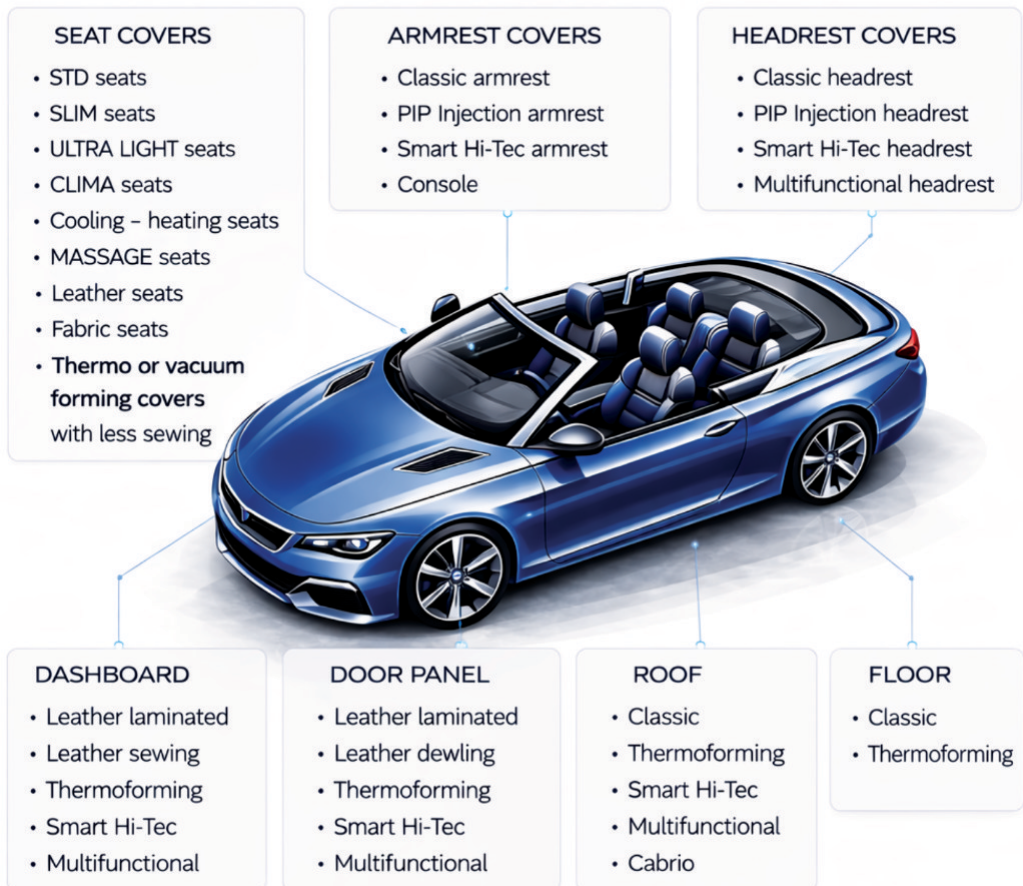 SEAT COVERS
• STD seats
• SLIM seats
• ULTRA LIGHT seats
• CLIMA seats
• Cooling – heating seats
• MASSAGE seats
• Leather seats
• Fabric seats
• Thermo or vacuum
forming covers
with less sewing
ARMREST COVERS
• Classic armrest
• PIP Injection armrest
• Smart Hi-Tec armrest
• Console
HEADREST COVERS
• Classic headrest
• PIP Injection headrest
• Smart Hi-Tec headrest
• Multifunctional headrest
DASHBOARD
• Leather laminated
• Leather sewing
• Thermoforming
• Smart Hi-Tec
• Multifunctional
DOOR PANEL
• Leather laminated
• Leather dewling
• Thermoforming
• Smart Hi-Tec
• Multifunctional
ROOF
• Classic
• Thermoforming
• Smart Hi-Tec
• Multifunctional
• Cabrio
FLOOR
• Classic
• Thermoforming